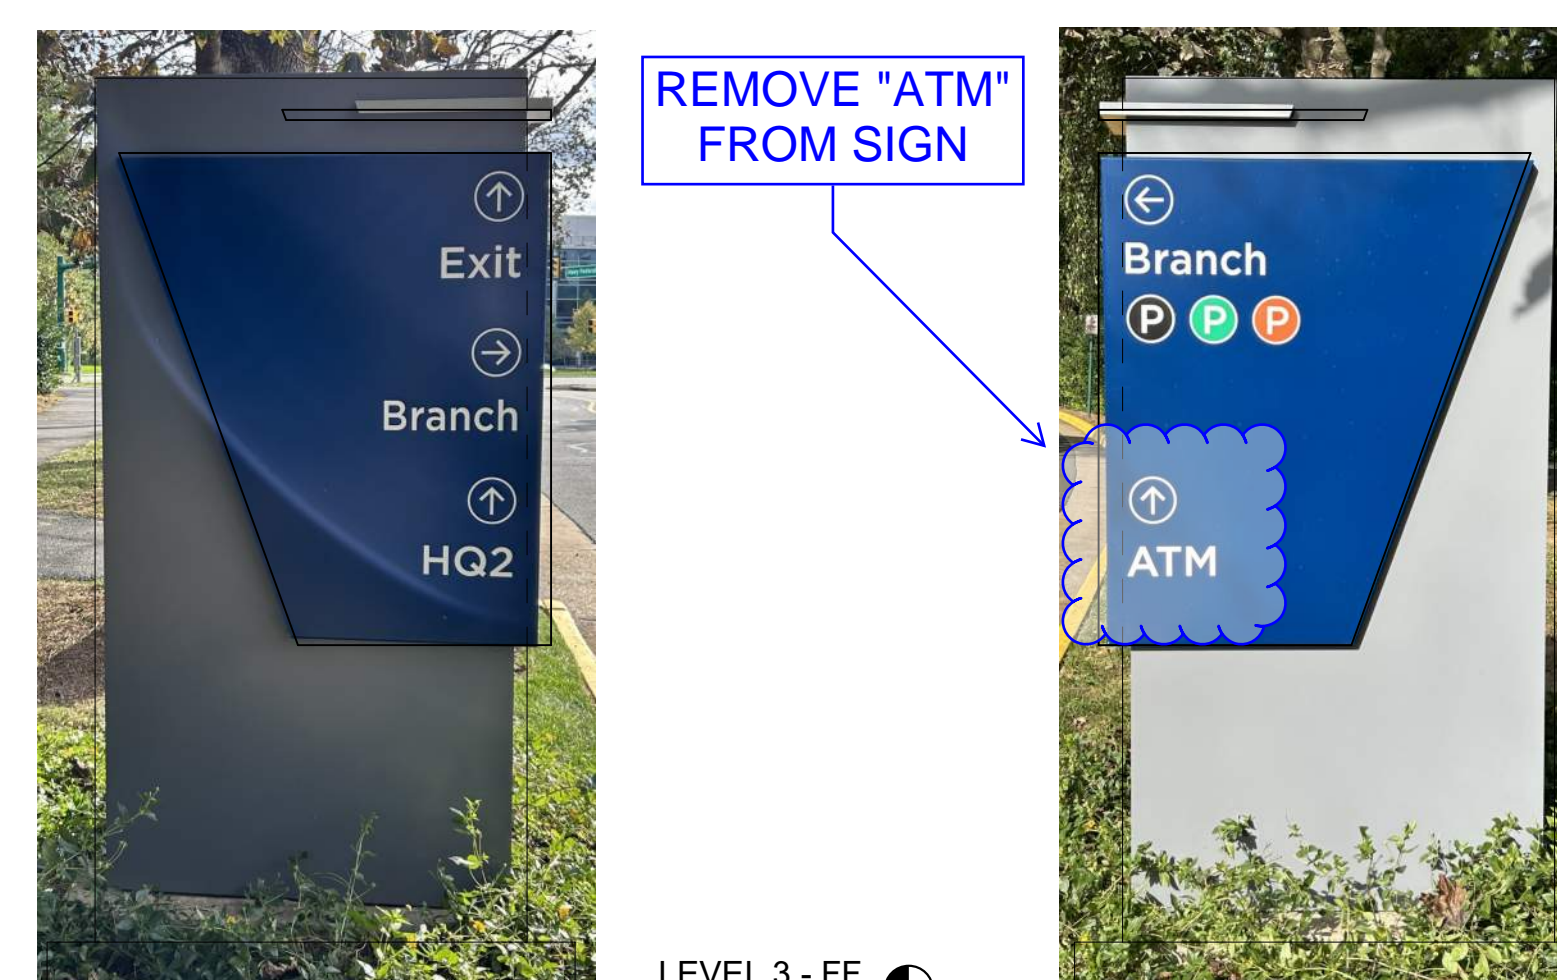 Exit
Branch
HQ2
REMOVE "ATM"
FROM SIGN
Branch
P P P
ATM
LEVEL 3 - FF